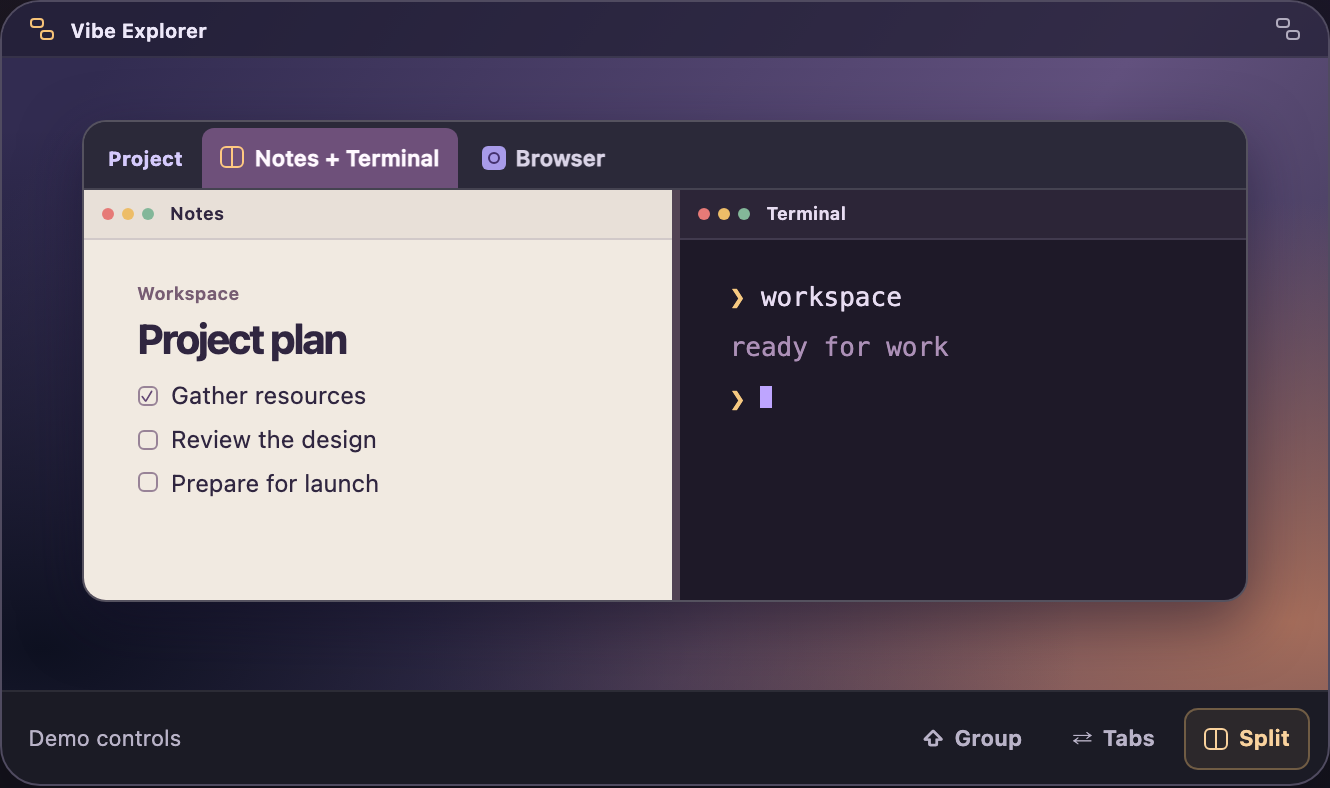 Vibe Explorer
Project
Notes + Terminal
Browser
Notes
Workspace
Project plan
Gather resources
Review the design
Prepare for launch
Terminal
❯ workspace
ready for work
❯
Demo controls
Group
Tabs
Split